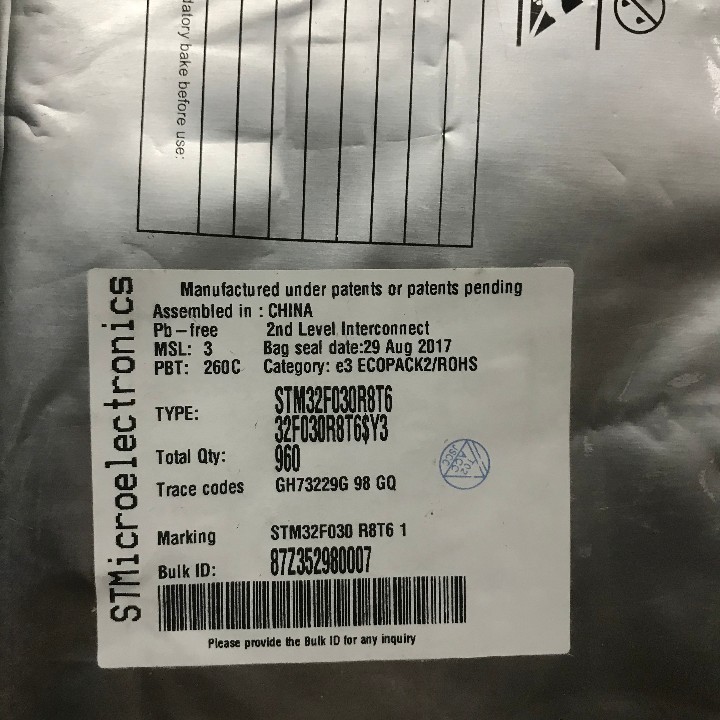 datory bake before use:
STMicroelectronics
Manufactured under patents or patents pending
Assembled in : CHINA
Pb-free 2nd Level Interconnect
MSL: 3 Bag seal date:29 Aug 2017
PBT: 260C Category: e3 ECOPACK2/ROHS
TYPE: STM32F030R8T6
32F030R8T6$Y3
Total Qty: 960
Trace codes GH73229G 98 GQ
Marking STM32F030 R8T6 1
Bulk ID: 87Z352980007
Please provide the Bulk ID for any inquiry